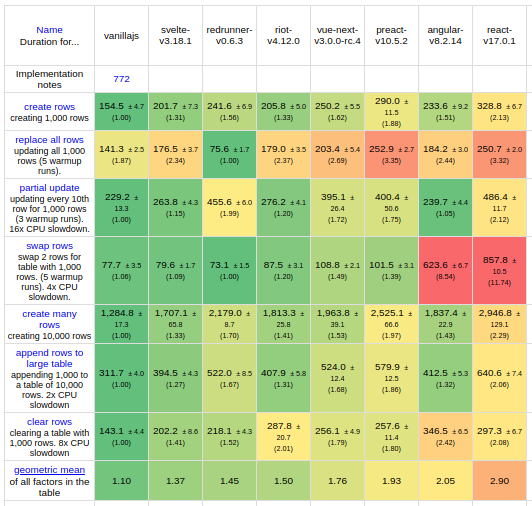 Name Duration for... vanillajs svelte-v3.18.1 redrunner-v0.6.3 riot-v4.12.0 vue-next-v3.0.0-rc.4 preact-v10.5.2 angular-v8.2.14 react-v17.0.1
Implementation notes 772
create rows creating 1,000 rows 154.5 ± 4.7 (1.00) 201.7 ± 7.3 (1.31) 241.6 ± 6.9 (1.56) 205.8 ± 5.0 (1.33) 250.2 ± 5.5 (1.62) 290.0 ± 11.5 (1.88) 233.6 ± 9.2 (1.51) 328.8 ± 6.7 (2.13)
replace all rows updating all 1,000 rows (5 warmup runs). 141.3 ± 2.5 (1.87) 176.5 ± 3.7 (2.34) 75.6 ± 1.7 (1.00) 179.0 ± 3.5 (2.37) 203.4 ± 5.4 (2.69) 252.9 ± 2.7 (3.35) 184.2 ± 3.0 (2.44) 250.7 ± 2.0 (3.32)
partial update updating every 10th row for 1,000 rows (3 warmup runs). 16x CPU slowdown. 229.2 ± 13.3 (1.00) 263.8 ± 4.3 (1.15) 455.6 ± 6.0 (1.99) 276.2 ± 4.1 (1.20) 395.1 ± 26.4 (1.72) 400.4 ± 50.6 (1.75) 239.7 ± 4.4 (1.05) 486.4 ± 11.7 (2.12)
swap rows swap 2 rows for table with 1,000 rows. (5 warmup runs). 4x CPU slowdown. 77.7 ± 3.5 (1.06) 79.6 ± 1.7 (1.09) 73.1 ± 1.5 (1.00) 87.5 ± 3.1 (1.20) 108.8 ± 2.1 (1.49) 101.5 ± 3.1 (1.39) 623.6 ± 6.7 (8.54) 857.8 ± 10.5 (11.74)
create many rows creating 10,000 rows 1,284.8 ± 17.3 (1.00) 1,707.1 ± 65.8 (1.33) 2,179.0 ± 8.7 (1.70) 1,813.3 ± 25.8 (1.41) 1,963.8 ± 39.1 (1.53) 2,525.1 ± 66.6 (1.97) 1,837.4 ± 22.9 (1.43) 2,946.8 ± 129.1 (2.29)
append rows to large table appending 1,000 to a table of 10,000 rows. 2x CPU slowdown 311.7 ± 4.0 (1.00) 394.5 ± 4.3 (1.27) 522.0 ± 8.5 (1.67) 407.9 ± 5.8 (1.31) 524.0 ± 12.4 (1.68) 579.9 ± 12.5 (1.86) 412.5 ± 5.3 (1.32) 640.6 ± 7.4 (2.06)
clear rows clearing a table with 1,000 rows. 8x CPU slowdown 143.1 ± 4.4 (1.00) 202.2 ± 8.6 (1.41) 218.1 ± 4.3 (1.52) 287.8 ± 20.7 (2.01) 256.1 ± 4.9 (1.79) 257.6 ± 11.4 (1.80) 346.5 ± 6.5 (2.42) 297.3 ± 6.7 (2.08)
geometric mean of all factors in the table 1.10 1.37 1.45 1.50 1.76 1.93 2.05 2.90